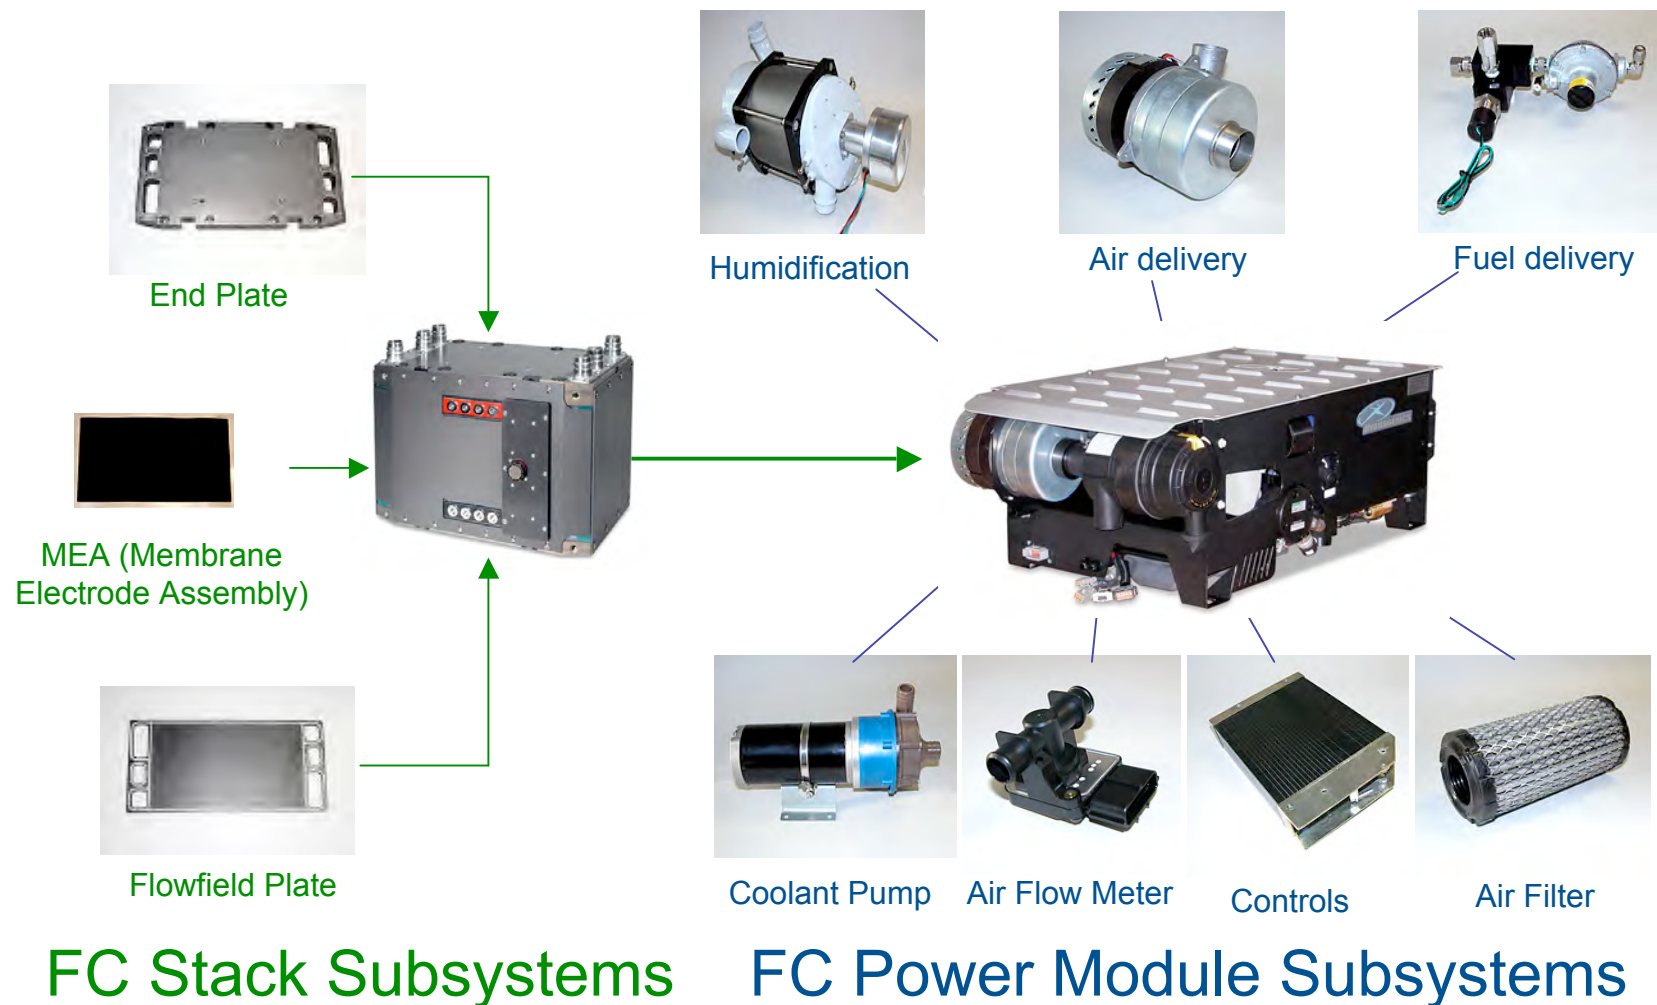 Humidification
Air delivery
Fuel delivery
End Plate
MEA (Membrane
Electrode Assembly)
Flowfield Plate
Coolant Pump
Air Flow Meter
Controls
Air Filter
FC Stack Subsystems
FC Power Module Subsystems